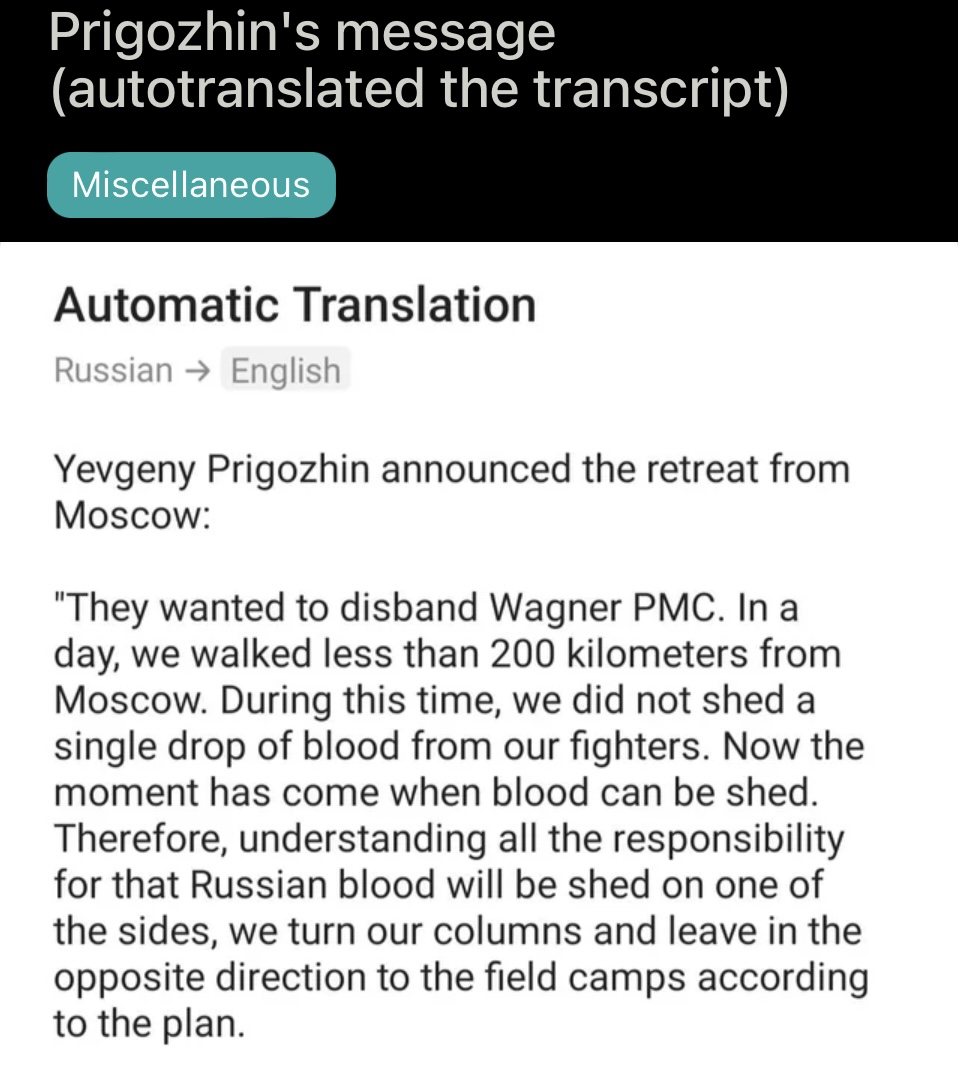 Prigozhin's message
(autotranslated the transcript)
Miscellaneous
Automatic Translation
Russian → English
Yevgeny Prigozhin announced the retreat from
Moscow:
"They wanted to disband Wagner PMC. In a
day, we walked less than 200 kilometers from
Moscow. During this time, we did not shed a
single drop of blood from our fighters. Now the
moment has come when blood can be shed.
Therefore, understanding all the responsibility
for that Russian blood will be shed on one of
the sides, we turn our columns and leave in the
opposite direction to the field camps according
to the plan.